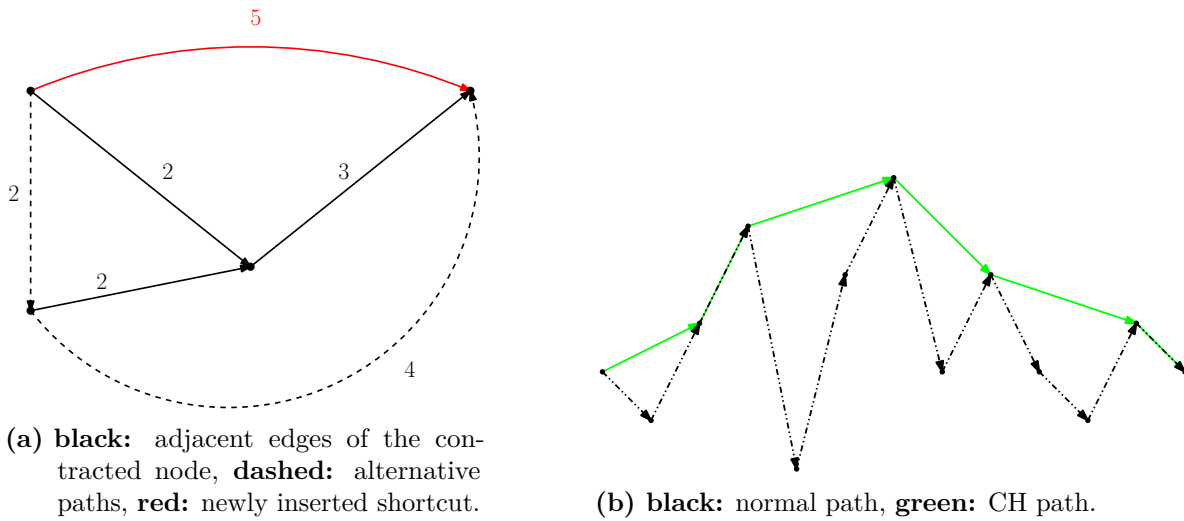 5
2
3
2
2
4
(a) black: adjacent edges of the con-
tracted node, dashed: alternative
paths, red: newly inserted shortcut.
(b) black: normal path, green: CH path.